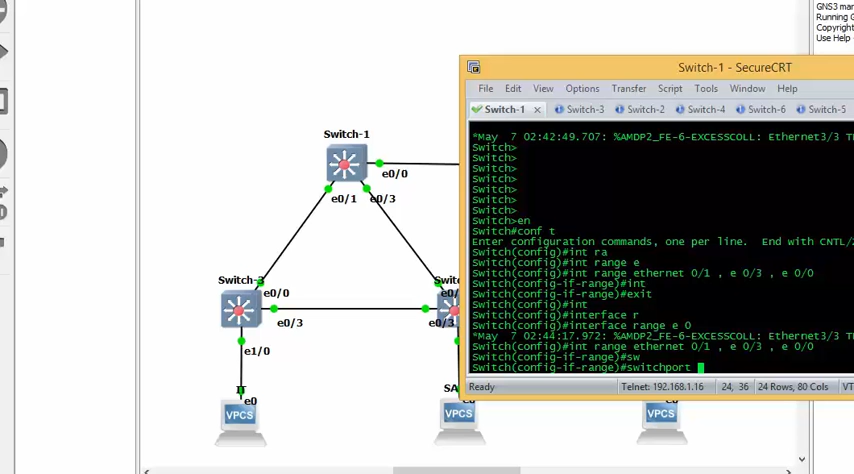 GNS3 mar
Running G
Copyright
Use Help
Switch-1 - SecureCRT
File Edit View Options Transfer Script Tools Window Help
Switch-1 Switch-3 Switch-2 Switch-4 Switch-6 Switch-5
*May 7 02:42:49.707: %AMDP2_FE-6-EXCESSCOLL: Ethernet3/3 T
Switch>
Switch>
Switch>
Switch>
Switch>
Switch>
Switch>
Switch>en
Switch#conf t
Enter configuration commands, one per line. End with CNTL/
Switch(config)#int ra
Switch(config)#int range e
Switch(config)#int range ethernet 0/1 , e 0/3 , e 0/0
Switch(config-if-range)#int
Switch(config-if-range)#exit
Switch(config)#int
Switch(config)#interface r
Switch(config)#interface range e 0
*May 7 02:44:17.972: %AMDP2_FE-6-EXCESSCOLL: Ethernet3/3 T
Switch(config)#int range ethernet 0/1 , e 0/3 , e 0/0
Switch(config-if-range)#sw
Switch(config-if-range)#switchport
Ready Telnet: 192.168.1.16 24, 36 24 Rows, 80 Cols VT
Switch-1
e0/0
e0/1 e0/3
Switch-3
e0/0
e0/3
e1/0
Switc
e0/
e0/3
IT
e0
VPCS
SA
e0
VPCS
e0
VPCS